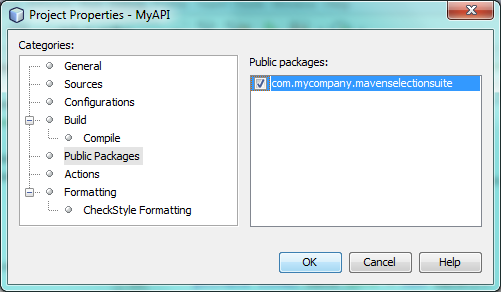 Project Properties - MyAPI
Categories:
General
Sources
Configurations
Build
Compile
Public Packages
Actions
Formatting
CheckStyle Formatting
Public packages:
com.mycompany.mavenselectionsuite
OK
Cancel
Help